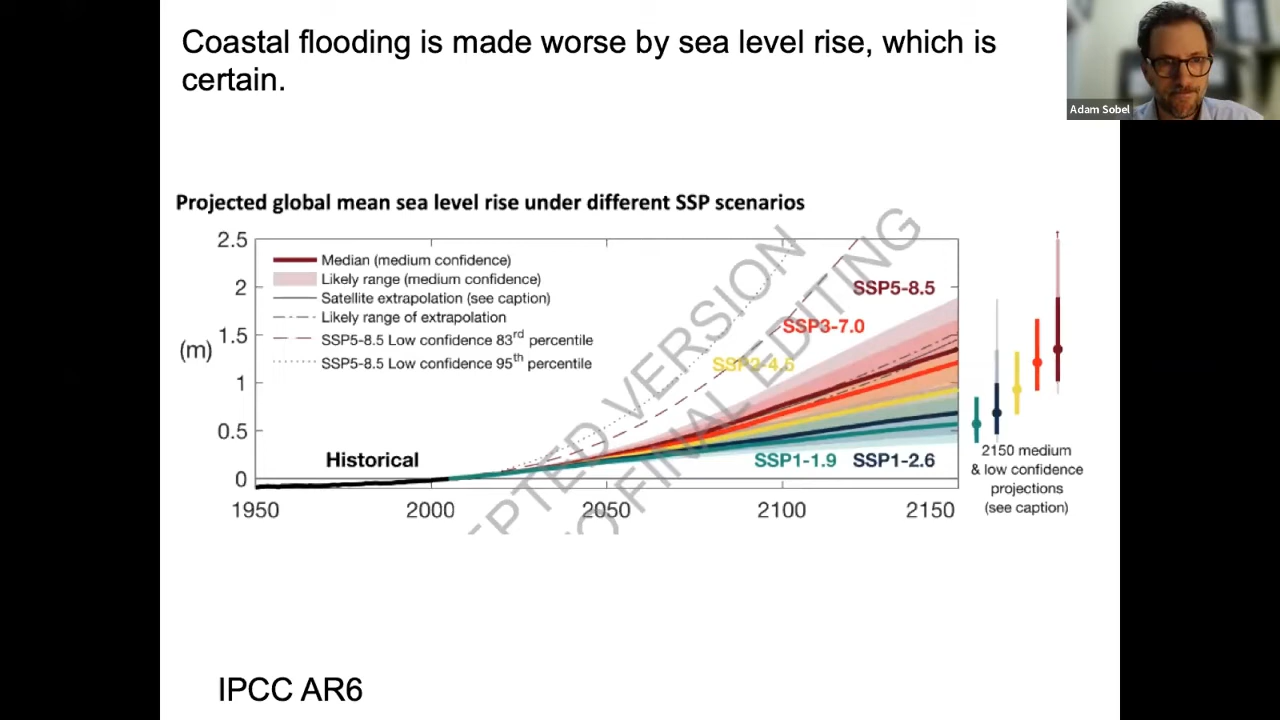 Coastal flooding is made worse by sea level rise, which is
certain.
Adam Sobel
Projected global mean sea level rise under different SSP scenarios
2.5
2
1.5
1
0.5
0
(m)
Median (medium confidence)
Likely range (medium confidence)
Satellite extrapolation (see caption)
Likely range of extrapolation
SSP5-8.5 Low confidence 83rd percentile
SSP5-8.5 Low confidence 95th percentile
SSP5-8.5
SSP3-7.0
SSP2-4.5
Historical
SSP1-1.9
SSP1-2.6
1950
2000
2050
2100
2150
2150 medium
& low confidence
projections
(see caption)
VERSION
FINAL EDITING
IPCC AR6